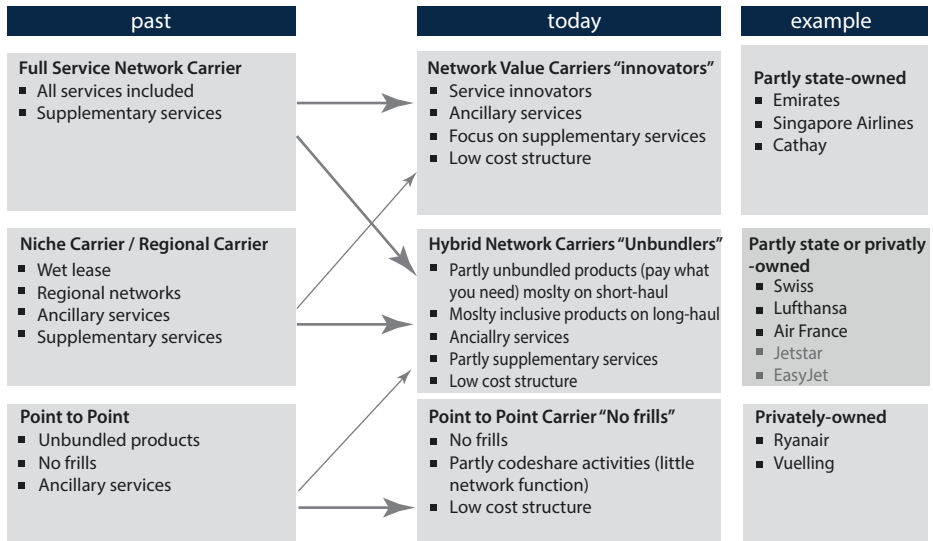 past
today
example
Full Service Network Carrier
▪ All services included
▪ Supplementary services
Network Value Carriers “innovators”
▪ Service innovators
▪ Ancillary services
▪ Focus on supplementary services
▪ Low cost structure
Partly state-owned
▪ Emirates
▪ Singapore Airlines
▪ Cathay
Niche Carrier / Regional Carrier
▪ Wet lease
▪ Regional networks
▪ Ancillary services
▪ Supplementary services
Hybrid Network Carriers “Unbundlers”
▪ Partly unbundled products (pay what
you need) moslty on short-haul
▪ Moslty inclusive products on long-haul
▪ Anciallry services
▪ Partly supplementary services
▪ Low cost structure
Partly state or privatly
-owned
▪ Swiss
▪ Lufthansa
▪ Air France
▪ Jetstar
▪ EasyJet
Point to Point
▪ Unbundled products
▪ No frills
▪ Ancillary services
Point to Point Carrier “No frills”
▪ No frills
▪ Partly codeshare activities (little
network function)
▪ Low cost structure
Privately-owned
▪ Ryanair
▪ Vuelling